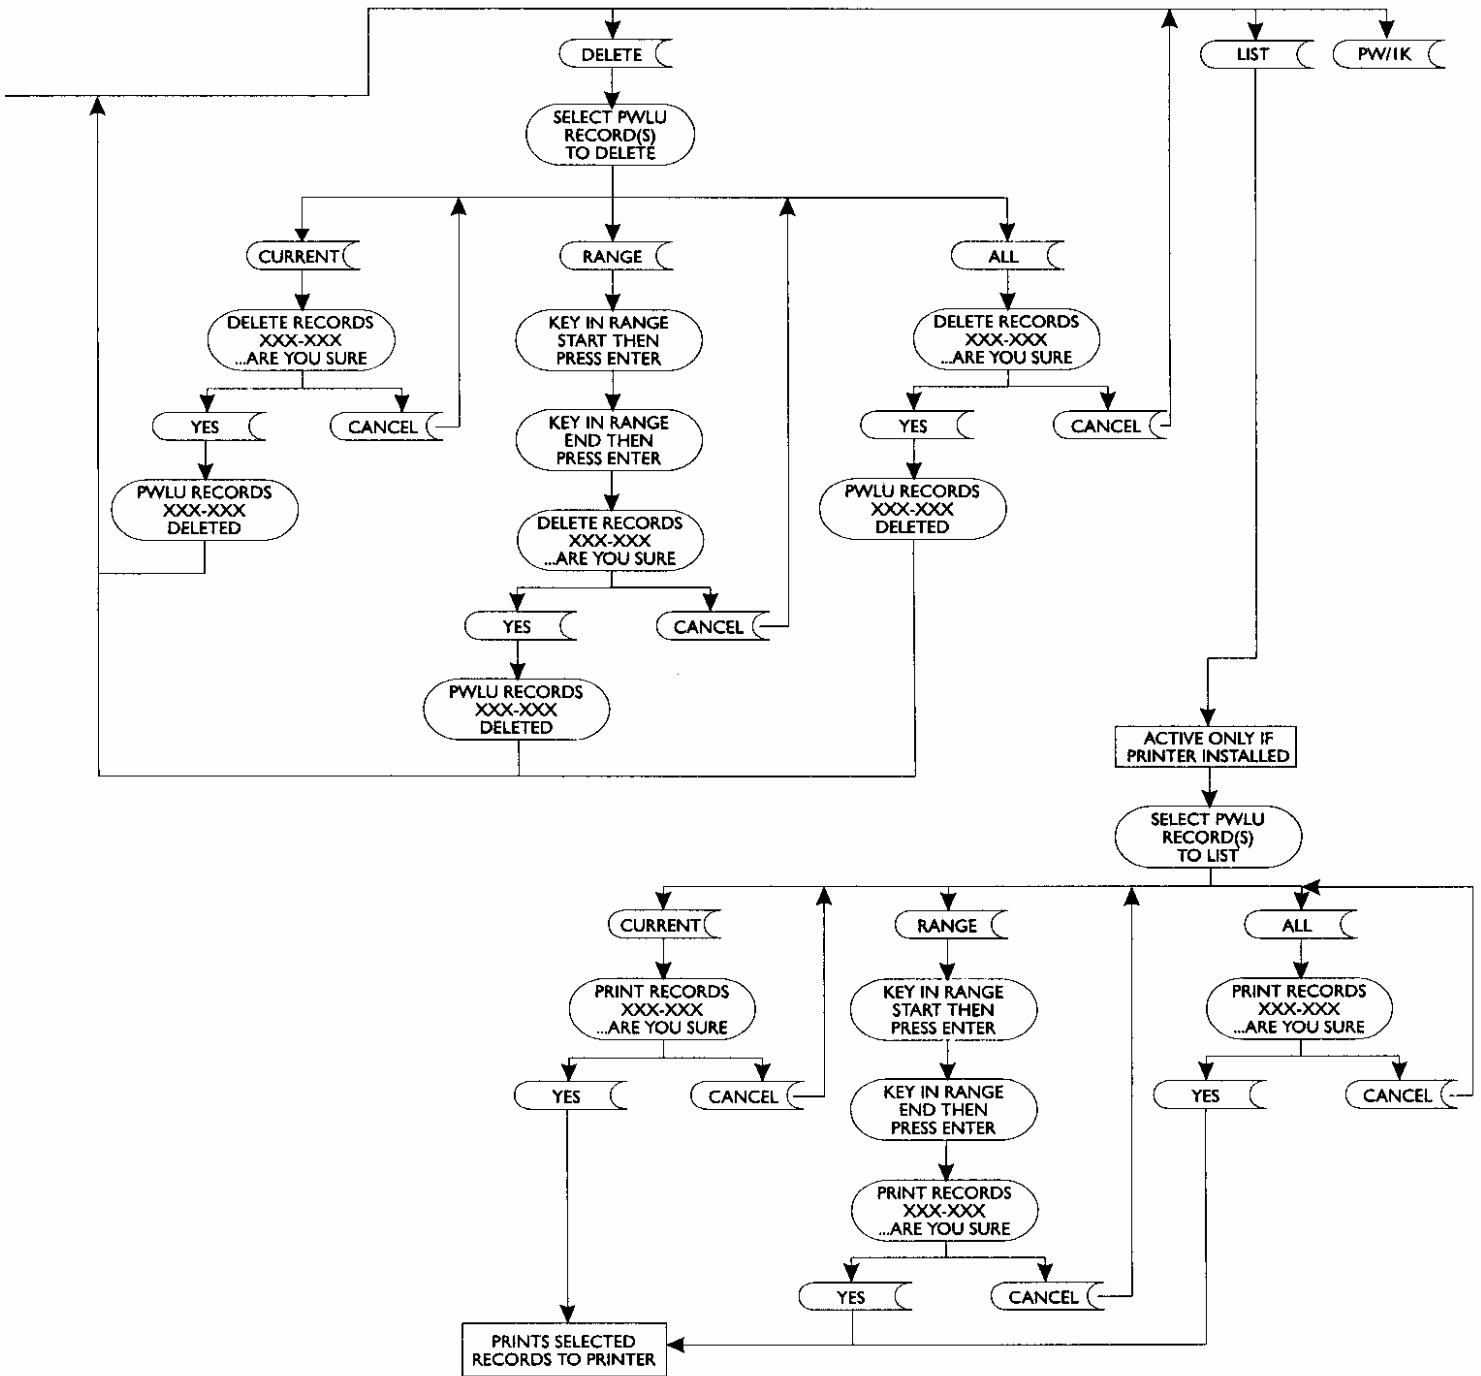 DELETE
LIST
PW/1K
SELECT PWLU
RECORD(S)
TO DELETE
CURRENT
RANGE
ALL
DELETE RECORDS
XXX-XXX
...ARE YOU SURE
KEY IN RANGE
START THEN
PRESS ENTER
DELETE RECORDS
XXX-XXX
...ARE YOU SURE
YES
CANCEL
KEY IN RANGE
END THEN
PRESS ENTER
YES
CANCEL
PWLU RECORDS
XXX-XXX
DELETED
DELETE RECORDS
XXX-XXX
...ARE YOU SURE
PWLU RECORDS
XXX-XXX
DELETED
YES
CANCEL
PWLU RECORDS
XXX-XXX
DELETED
ACTIVE ONLY IF
PRINTER INSTALLED
SELECT PWLU
RECORD(S)
TO LIST
CURRENT
RANGE
ALL
PRINT RECORDS
XXX-XXX
...ARE YOU SURE
KEY IN RANGE
START THEN
PRESS ENTER
PRINT RECORDS
XXX-XXX
...ARE YOU SURE
YES
CANCEL
KEY IN RANGE
END THEN
PRESS ENTER
YES
CANCEL
PRINT RECORDS
XXX-XXX
...ARE YOU SURE
YES
CANCEL
PRINTS SELECTED
RECORDS TO PRINTER